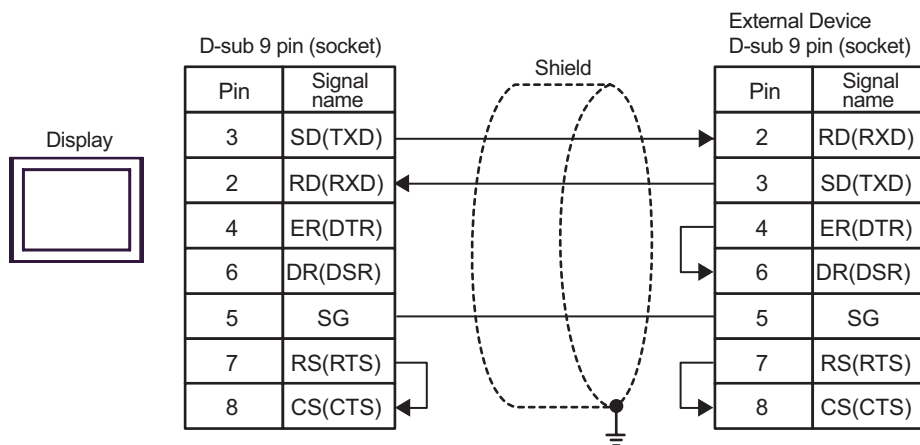 External Device
D-sub 9 pin (socket) D-sub 9 pin (socket)
Shield
Pin Signal name Pin Signal name
Display
3 SD(TXD) 2 RD(RXD)
2 RD(RXD) 3 SD(TXD)
4 ER(DTR) 4 ER(DTR)
6 DR(DSR) 6 DR(DSR)
5 SG 5 SG
7 RS(RTS) 7 RS(RTS)
8 CS(CTS) 8 CS(CTS)